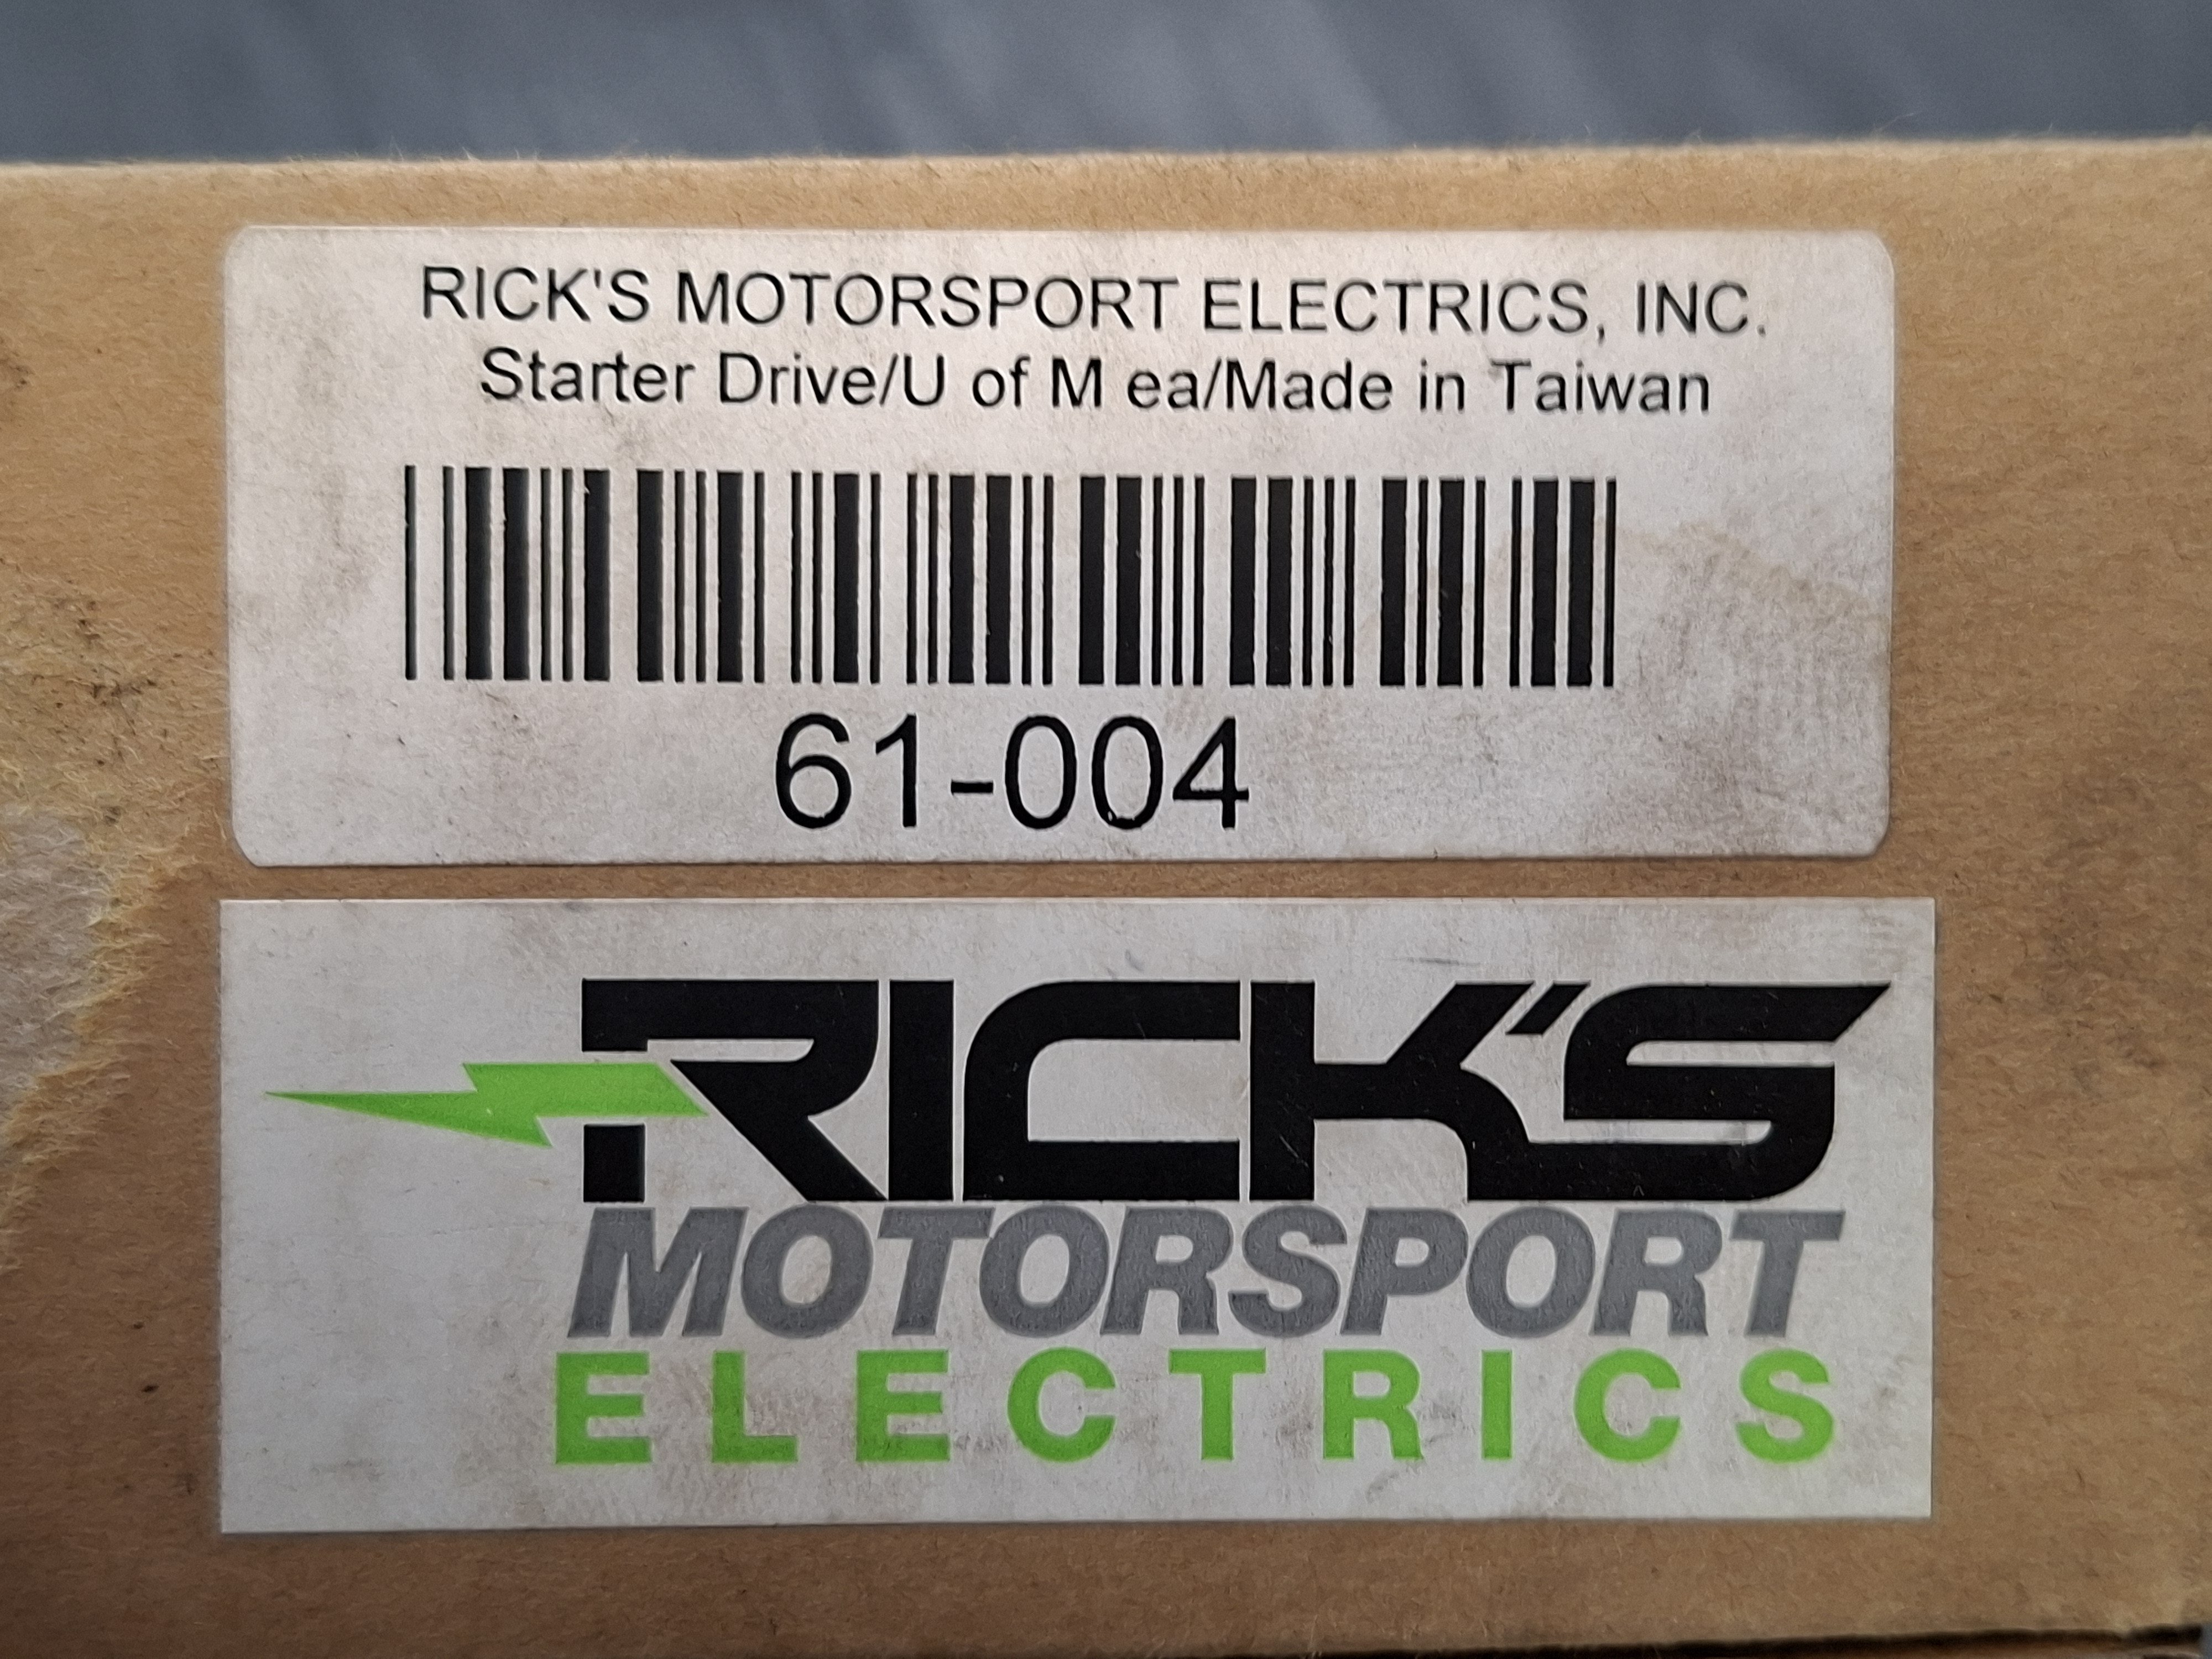 RICK'S MOTORSPORT ELECTRICS, INC.
Starter Drive/U of M ea/Made in Taiwan
61-004
RICK'S
MOTORSPORT
ELECTRICS